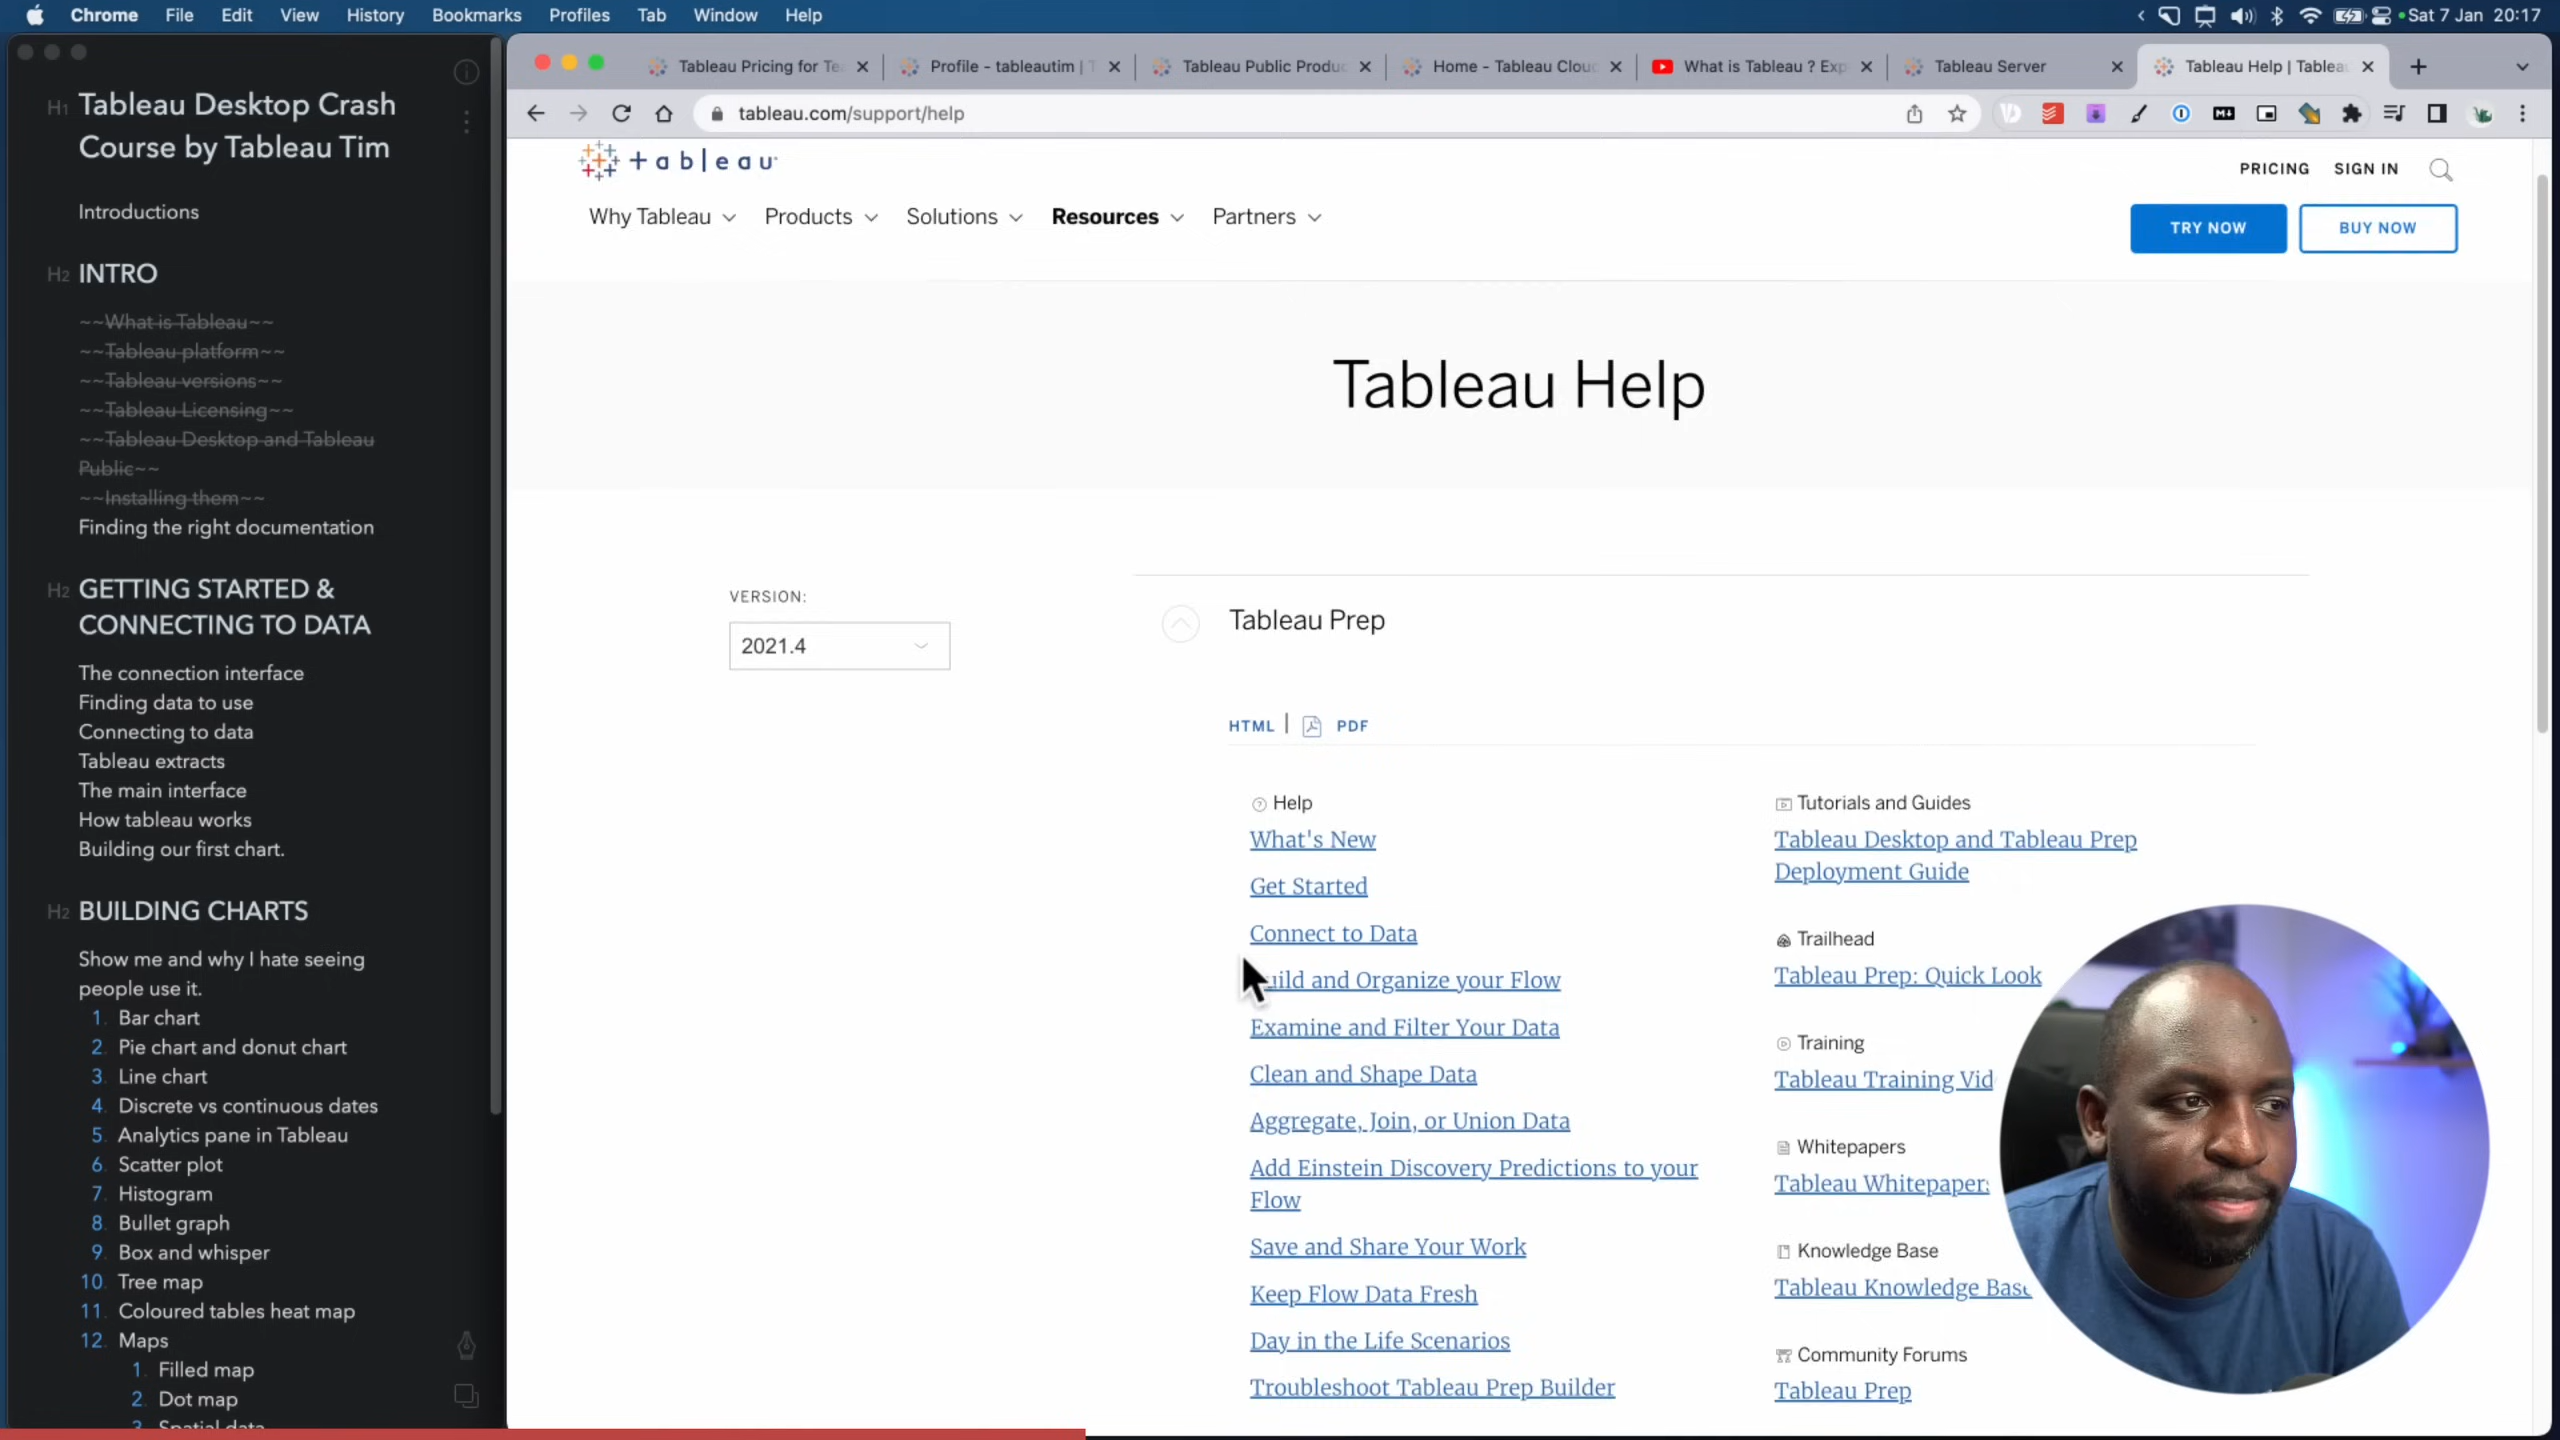 Chrome File Edit View History Bookmarks Profiles Tab Window Help
Sat 7 Jan 20:17
H1 Tableau Desktop Crash
Course by Tableau Tim
Introductions
H2 INTRO
~~What is Tableau~~
~~Tableau platform~~
~~Tableau versions~~
~~Tableau Licensing~~
~~Tableau Desktop and Tableau
Public~~
~~Installing them~~
Finding the right documentation
H2 GETTING STARTED &
CONNECTING TO DATA
The connection interface
Finding data to use
Connecting to data
Tableau extracts
The main interface
How tableau works
Building our first chart.
H2 BUILDING CHARTS
Show me and why I hate seeing
people use it.
1. Bar chart
2. Pie chart and donut chart
3. Line chart
4. Discrete vs continuous dates
5. Analytics pane in Tableau
6. Scatter plot
7. Histogram
8. Bullet graph
9. Box and whisper
10. Tree map
11. Coloured tables heat map
12. Maps
1. Filled map
2. Dot map
3. Spatial data
Tableau Pricing for Te
Profile - tableautim | T
Tableau Public Produc
Home - Tableau Clou
What is Tableau ? Exp
Tableau Server
Tableau Help | Tablea
tableau.com/support/help
+ableau
PRICING SIGN IN
Why Tableau Products Solutions Resources Partners
TRY NOW BUY NOW
Tableau Help
VERSION:
2021.4
Tableau Prep
HTML | PDF
Help
What's New
Get Started
Connect to Data
uild and Organize your Flow
Examine and Filter Your Data
Clean and Shape Data
Aggregate, Join, or Union Data
Add Einstein Discovery Predictions to your
Flow
Save and Share Your Work
Keep Flow Data Fresh
Day in the Life Scenarios
Troubleshoot Tableau Prep Builder
Tutorials and Guides
Tableau Desktop and Tableau Prep
Deployment Guide
Trailhead
Tableau Prep: Quick Look
Training
Tableau Training Vid
Whitepapers
Tableau Whitepapers
Knowledge Base
Tableau Knowledge Base
Community Forums
Tableau Prep